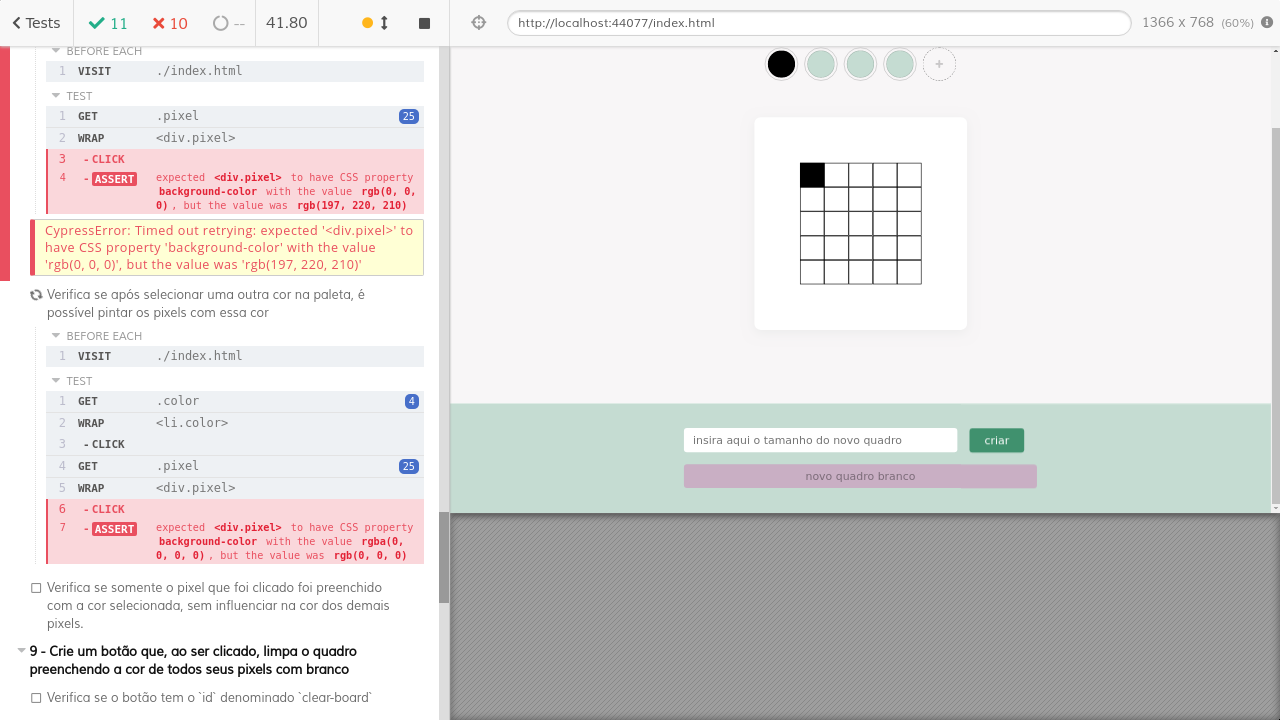 Tests 11 10 -- 41.80
http://localhost:44077/index.html 1366 x 768 (60%)
BEFORE EACH
1 VISIT ./index.html
TEST
1 GET .pixel 25
2 WRAP <div.pixel>
3 - CLICK
4 - ASSERT expected <div.pixel> to have CSS property
background-color with the value rgb(0, 0,
0), but the value was rgb(197, 220, 210)
CypressError: Timed out retrying: expected '<div.pixel>' to
have CSS property 'background-color' with the value
'rgb(0, 0, 0)', but the value was 'rgb(197, 220, 210)'
Verifica se após selecionar uma outra cor na paleta, é
possível pintar os pixels com essa cor
BEFORE EACH
1 VISIT ./index.html
TEST
1 GET .color 4
2 WRAP <li.color>
3 - CLICK
4 GET .pixel 25
5 WRAP <div.pixel>
6 - CLICK
7 - ASSERT expected <div.pixel> to have CSS property
background-color with the value rgba(0,
0, 0, 0), but the value was rgb(0, 0, 0)
Verifica se somente o pixel que foi clicado foi preenchido
com a cor selecionada, sem influenciar na cor dos demais
pixels.
9 - Crie um botão que, ao ser clicado, limpa o quadro
preenchendo a cor de todos seus pixels com branco
Verifica se o botão tem o `id` denominado `clear-board`
+
insira aqui o tamanho do novo quadro
criar
novo quadro branco